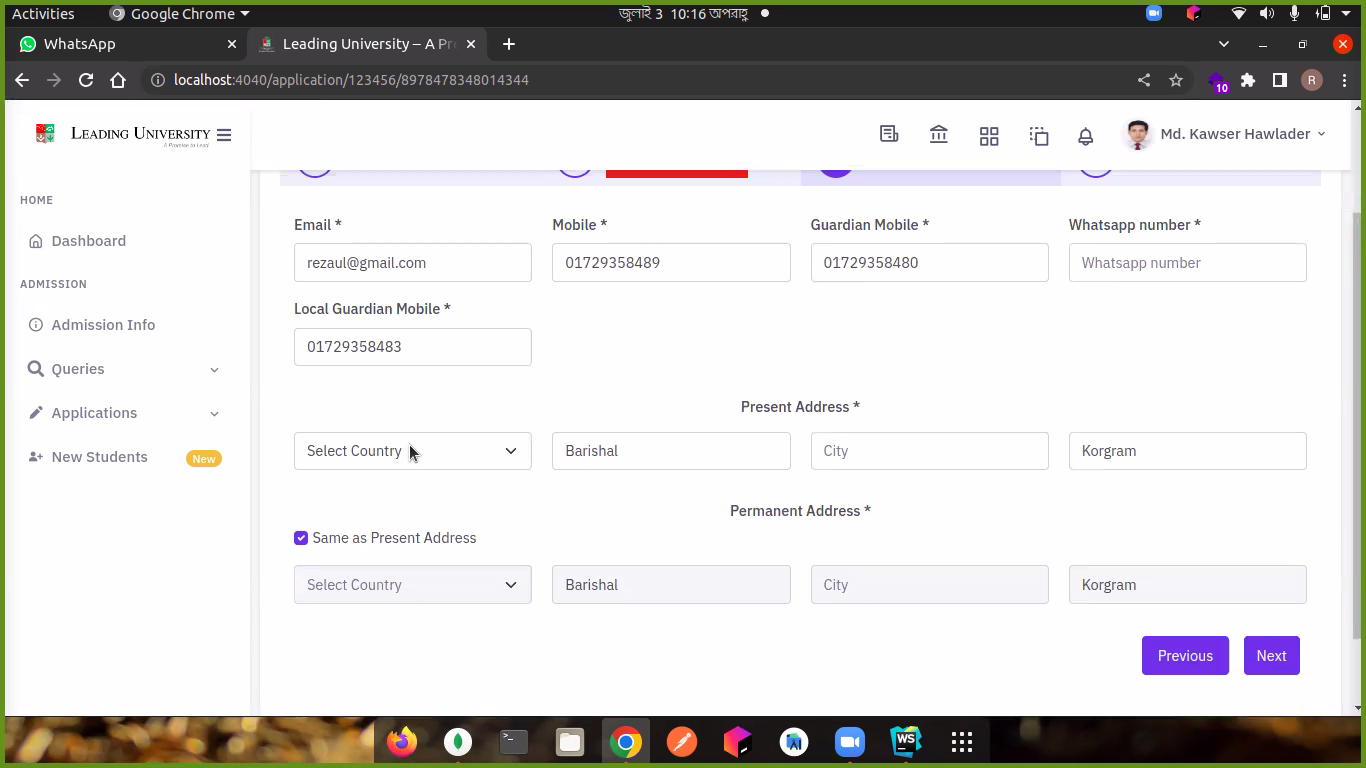 Activities Google Chrome জুলাই 3 10:16 অপরাহ্ণ
WhatsApp Leading University – A Pr
localhost:4040/application/123456/8978478348014344 10 R
LEADING UNIVERSITY
A Promise to Lead
Md. Kawser Hawlader
HOME
Dashboard
ADMISSION
Admission Info
Queries
Applications
New Students New
Email * Mobile * Guardian Mobile * Whatsapp number *
rezaul@gmail.com 01729358489 01729358480 Whatsapp number
Local Guardian Mobile *
01729358483
Present Address *
Select Country Barishal City Korgram
Permanent Address *
Same as Present Address
Select Country Barishal City Korgram
Previous Next
WS